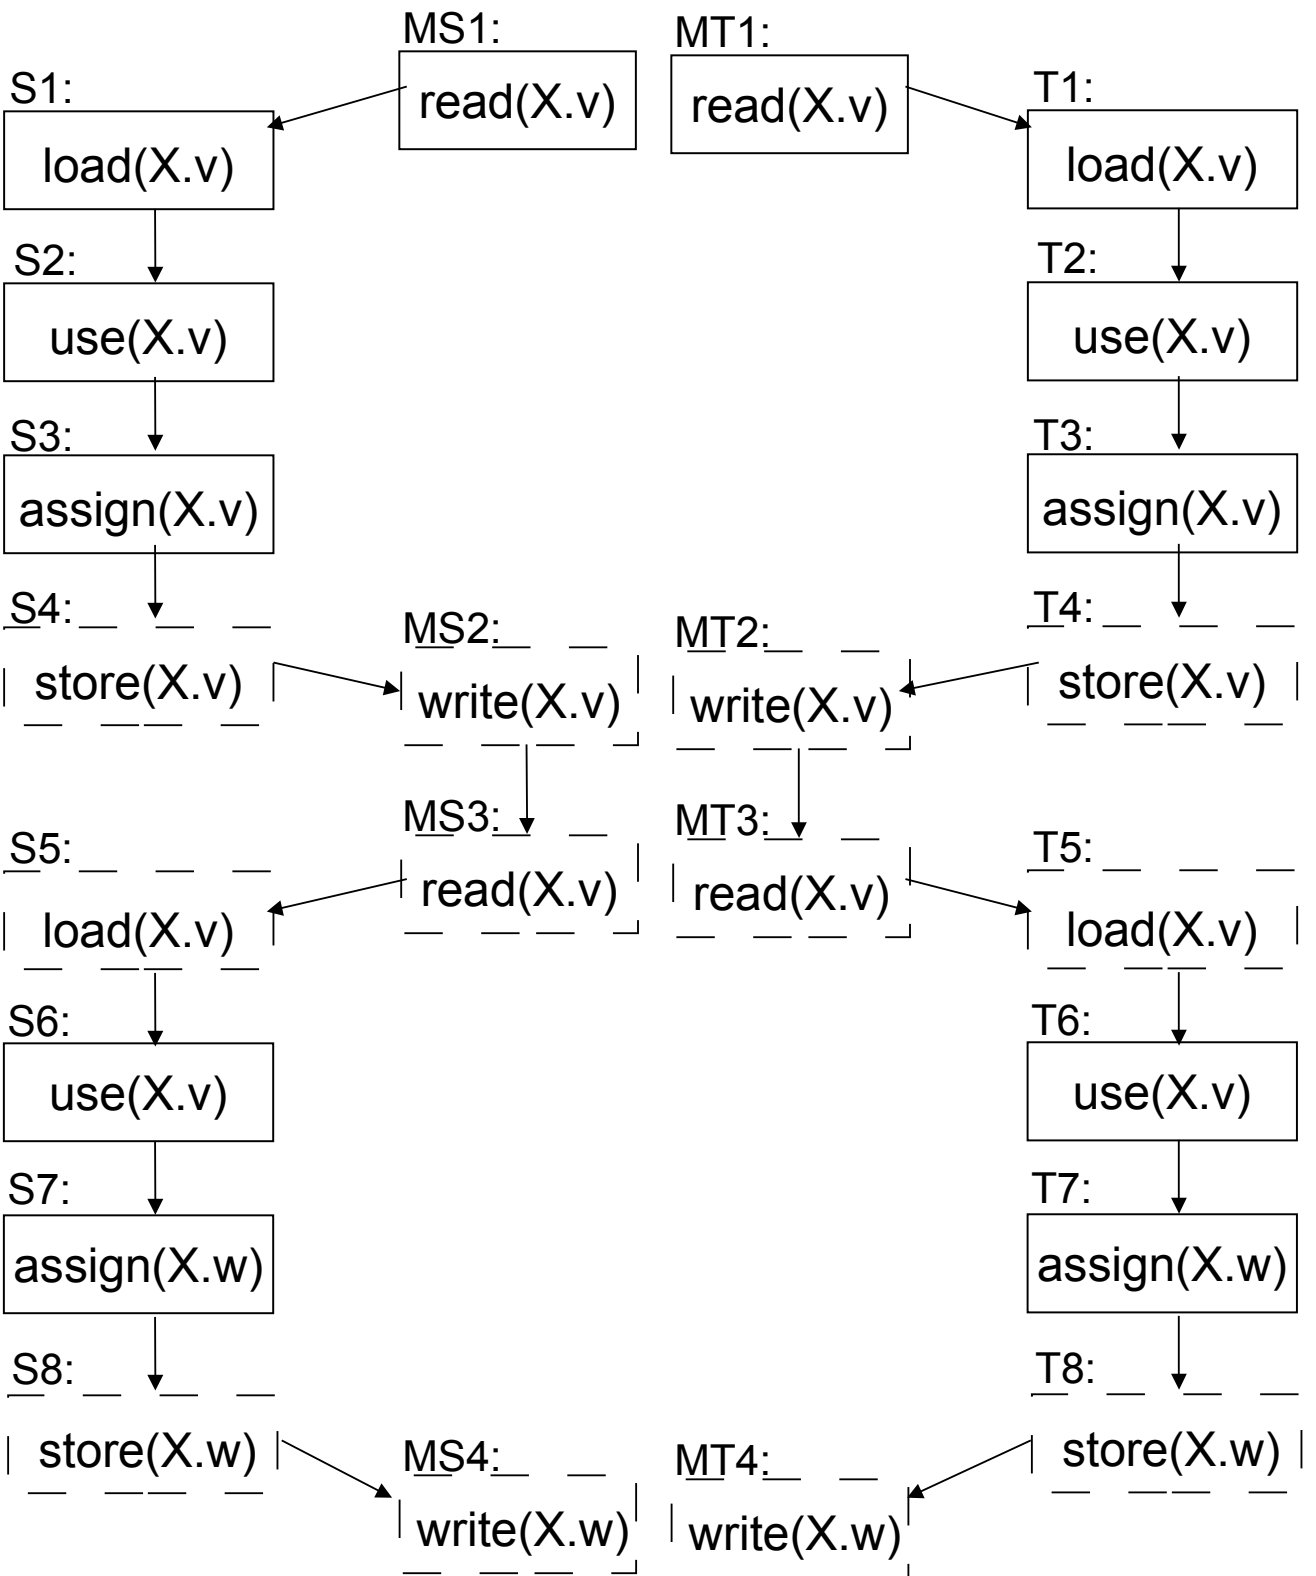 MS1:
MT1:
S1:
read(X.v)
read(X.v)
T1:
load(X.v)
load(X.v)
S2:
T2:
use(X.v)
use(X.v)
S3:
T3:
assign(X.v)
assign(X.v)
S4:
MS2:
MT2:
T4:
store(X.v)
write(X.v)
write(X.v)
store(X.v)
S5:
MS3:
MT3:
T5:
load(X.v)
read(X.v)
read(X.v)
load(X.v)
S6:
T6:
use(X.v)
use(X.v)
S7:
T7:
assign(X.w)
assign(X.w)
S8:
T8:
store(X.w)
MS4:
MT4:
store(X.w)
write(X.w)
write(X.w)